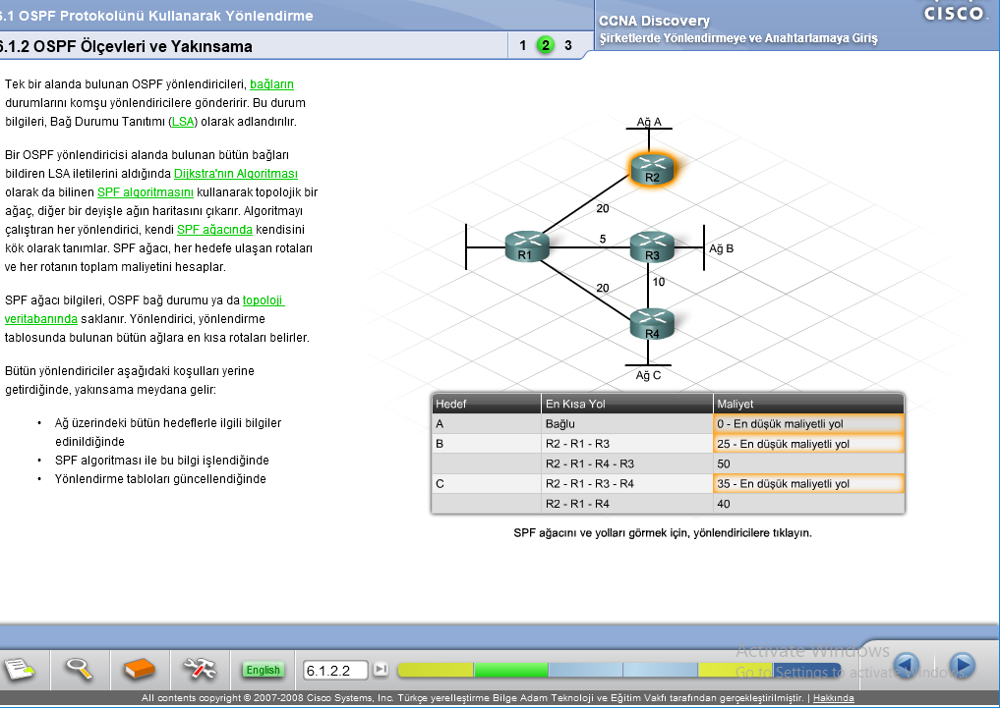 6.1 OSPF Protokolünü Kullanarak Yönlendirme
CISCO
CCNA Discovery
Şirketlerde Yönlendirmeye ve Anahtarlamaya Giriş
6.1.2 OSPF Ölçevleri ve Yakınsama
1 2 3
Tek bir alanda bulunan OSPF yönlendiricileri, bağların
durumlarını komşu yönlendiricilere gönderirir. Bu durum
bilgileri, Bağ Durumu Tanıtımı (LSA) olarak adlandırılır.
Bir OSPF yönlendiricisi alanda bulunan bütün bağları
bildiren LSA iletilerini aldığında Dijkstra'nın Algoritması
olarak da bilinen SPF algoritmasını kullanarak topolojik bir
ağaç, diğer bir deyişle ağın haritasını çıkarır. Algoritmayı
çalıştıran her yönlendirici, kendi SPF ağacında kendisini
kök olarak tanımlar. SPF ağacı, her hedefe ulaşan rotaları
ve her rotanın toplam maliyetini hesaplar.
SPF ağacı bilgileri, OSPF bağ durumu ya da topoloji
veritabanında saklanır. Yönlendirici, yönlendirme
tablosunda bulunan bütün ağlara en kısa rotaları belirler.
Bütün yönlendiriciler aşağıdaki koşulları yerine
getirdiğinde, yakınsama meydana gelir:
• Ağ üzerindeki bütün hedeflerle ilgili bilgiler
edinildiğinde
• SPF algoritması ile bu bilgi işlendiğinde
• Yönlendirme tabloları güncellendiğinde
Ağ A
R2
20
5
R1
R3
Ağ B
20
10
R4
Ağ C
Hedef En Kısa Yol Maliyet
A Bağlu 0 - En düşük maliyetli yol
B R2 - R1 - R3 25 - En düşük maliyetli yol
R2 - R1 - R4 - R3 50
C R2 - R1 - R3 - R4 35 - En düşük maliyetli yol
R2 - R1 - R4 40
SPF ağacını ve yolları görmek için, yönlendiricilere tıklayın.
Activate Windows
Go to Settings to activate Windows.
English
6.1.2.2
All contents copyright © 2007-2008 Cisco Systems, Inc. Türkçe yerelleştirme Bilge Adam Teknoloji ve Eğitim Vakfı tarafından gerçekleştirilmiştir. | Hakkında